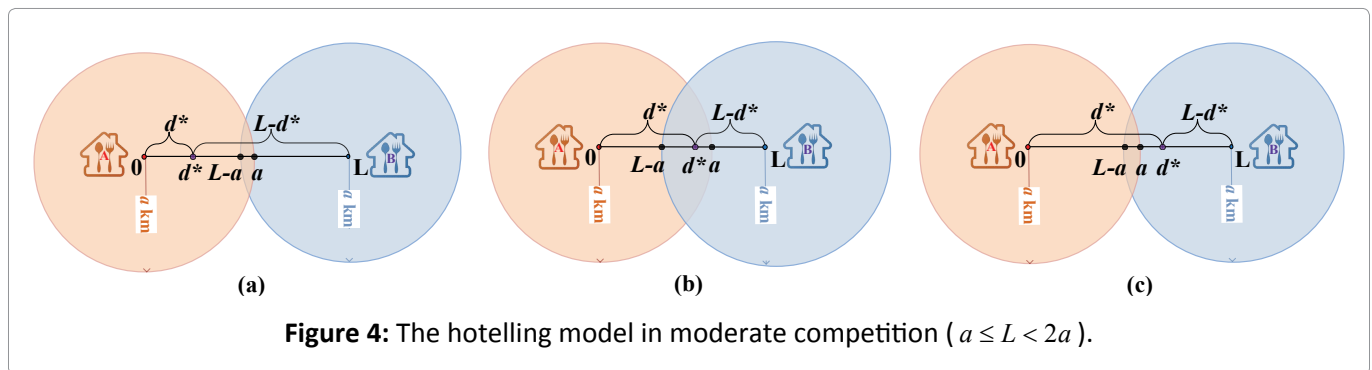 d*
L-d*
A
B
0
L
d*
L-a
a
a km
a km
(a)
d*
L-d*
A
B
0
L
L-a
d*
a
a km
a km
(b)
d*
L-d*
A
B
0
L
L-a
a
d*
a km
a km
(c)
Figure 4: The hotelling model in moderate competition ( a ≤ L < 2a ).